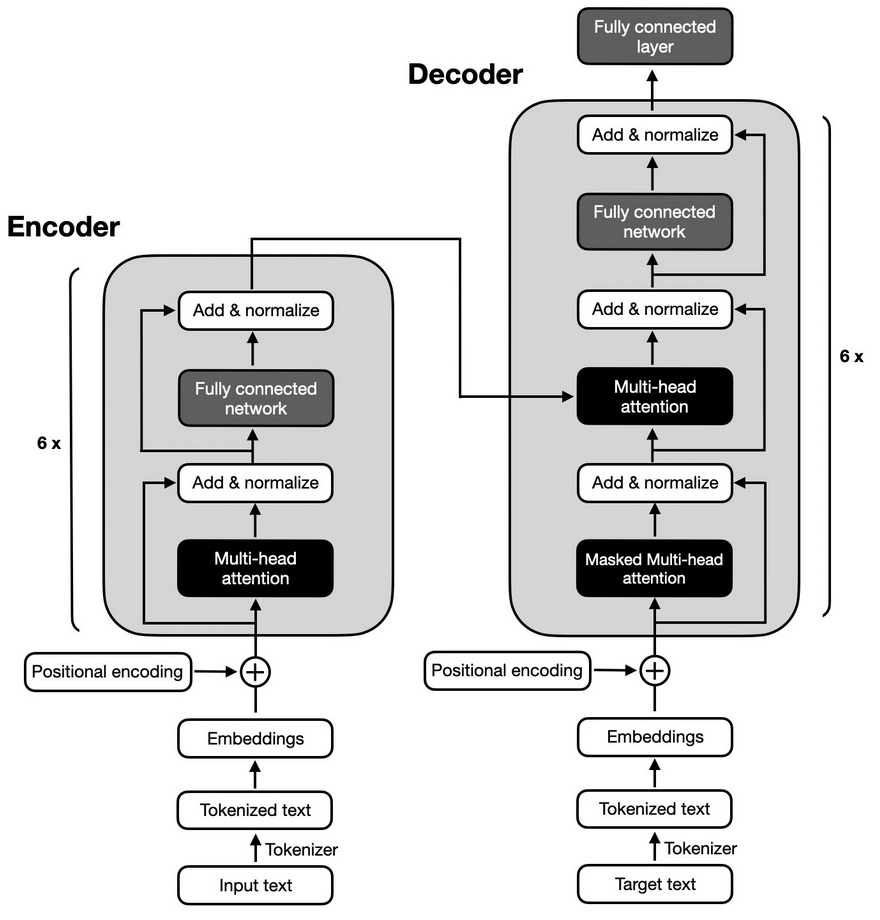 Encoder
6 x
Add & normalize
Fully connected
network
Add & normalize
Multi-head
attention
Positional encoding
+
Embeddings
Tokenized text
Tokenizer
Input text
Decoder
Fully connected
layer
Add & normalize
Fully connected
network
Add & normalize
6 x
Multi-head
attention
Add & normalize
Masked Multi-head
attention
Positional encoding
+
Embeddings
Tokenized text
Tokenizer
Target text